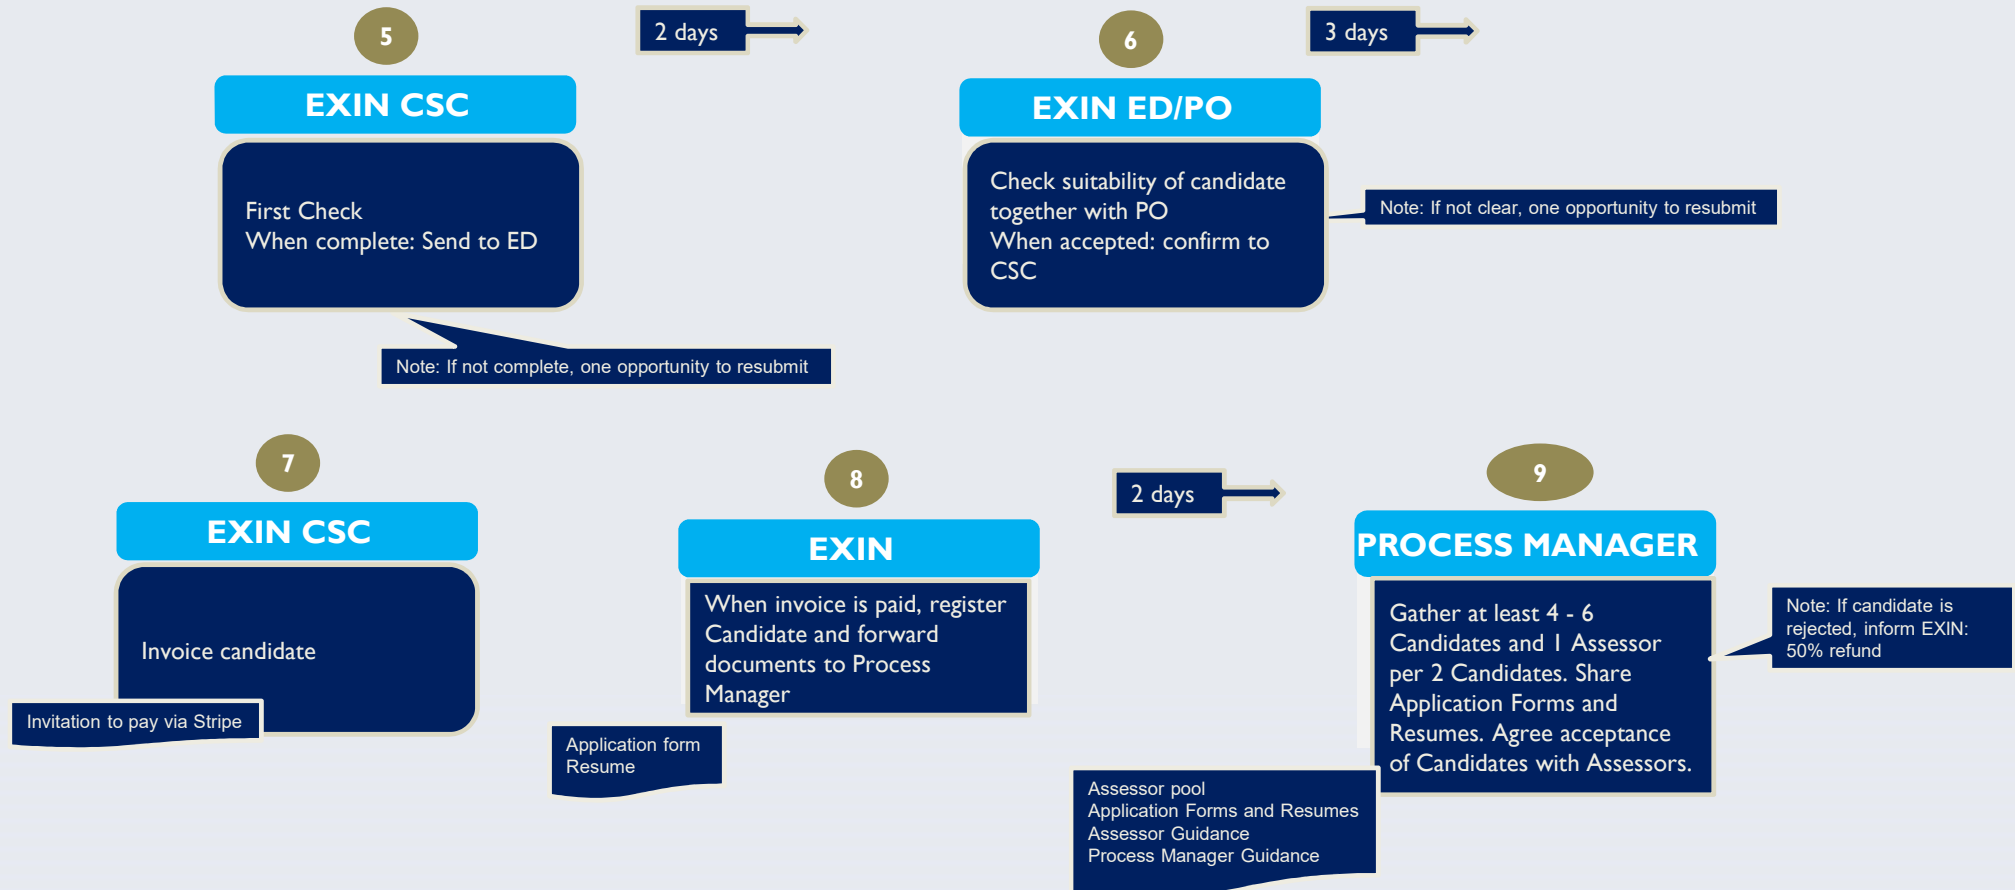 5
2 days
6
3 days
EXIN CSC
EXIN ED/PO
First Check
When complete: Send to ED
Check suitability of candidate
together with PO
When accepted: confirm to
CSC
Note: If not clear, one opportunity to resubmit
Note: If not complete, one opportunity to resubmit
7
8
2 days
9
EXIN CSC
EXIN
PROCESS MANAGER
Invoice candidate
Invitation to pay via Stripe
When invoice is paid, register
Candidate and forward
documents to Process
Manager
Application form
Resume
Gather at least 4 - 6
Candidates and 1 Assessor
per 2 Candidates. Share
Application Forms and
Resumes. Agree acceptance
of Candidates with Assessors.
Note: If candidate is
rejected, inform EXIN:
50% refund
Assessor pool
Application Forms and Resumes
Assessor Guidance
Process Manager Guidance